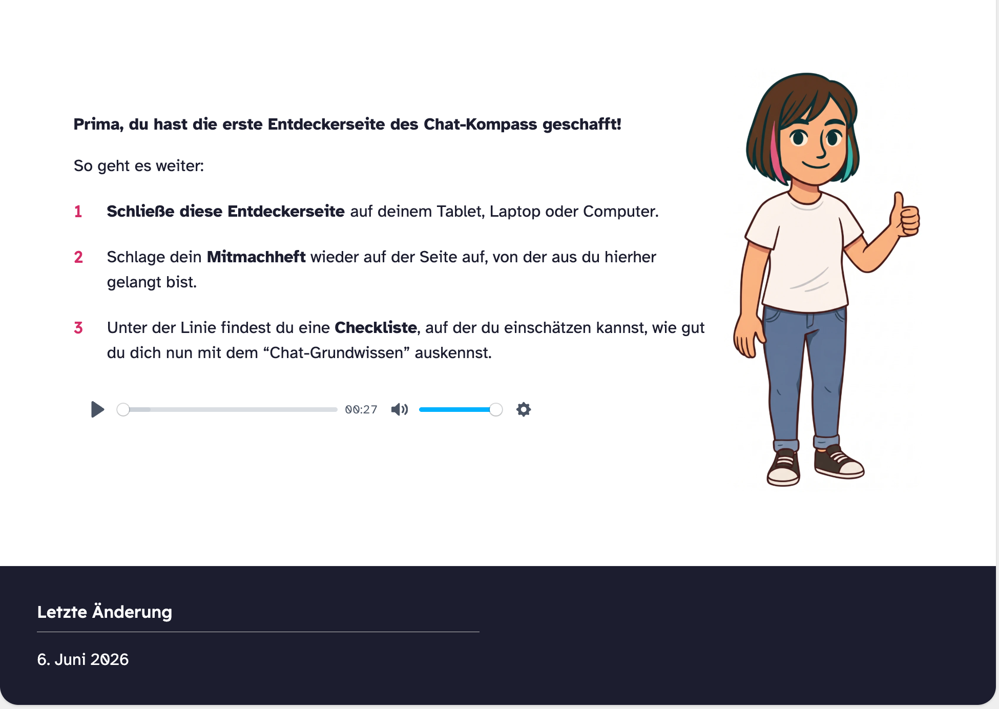 Prima, du hast die erste Entdeckerseite des Chat-Kompass geschafft!
So geht es weiter:
1 Schließe diese Entdeckerseite auf deinem Tablet, Laptop oder Computer.
2 Schlage dein Mitmachheft wieder auf der Seite auf, von der aus du hierher
gelangt bist.
3 Unter der Linie findest du eine Checkliste, auf der du einschätzen kannst, wie gut
du dich nun mit dem “Chat-Grundwissen” auskennst.
00:27
Letzte Änderung
6. Juni 2026